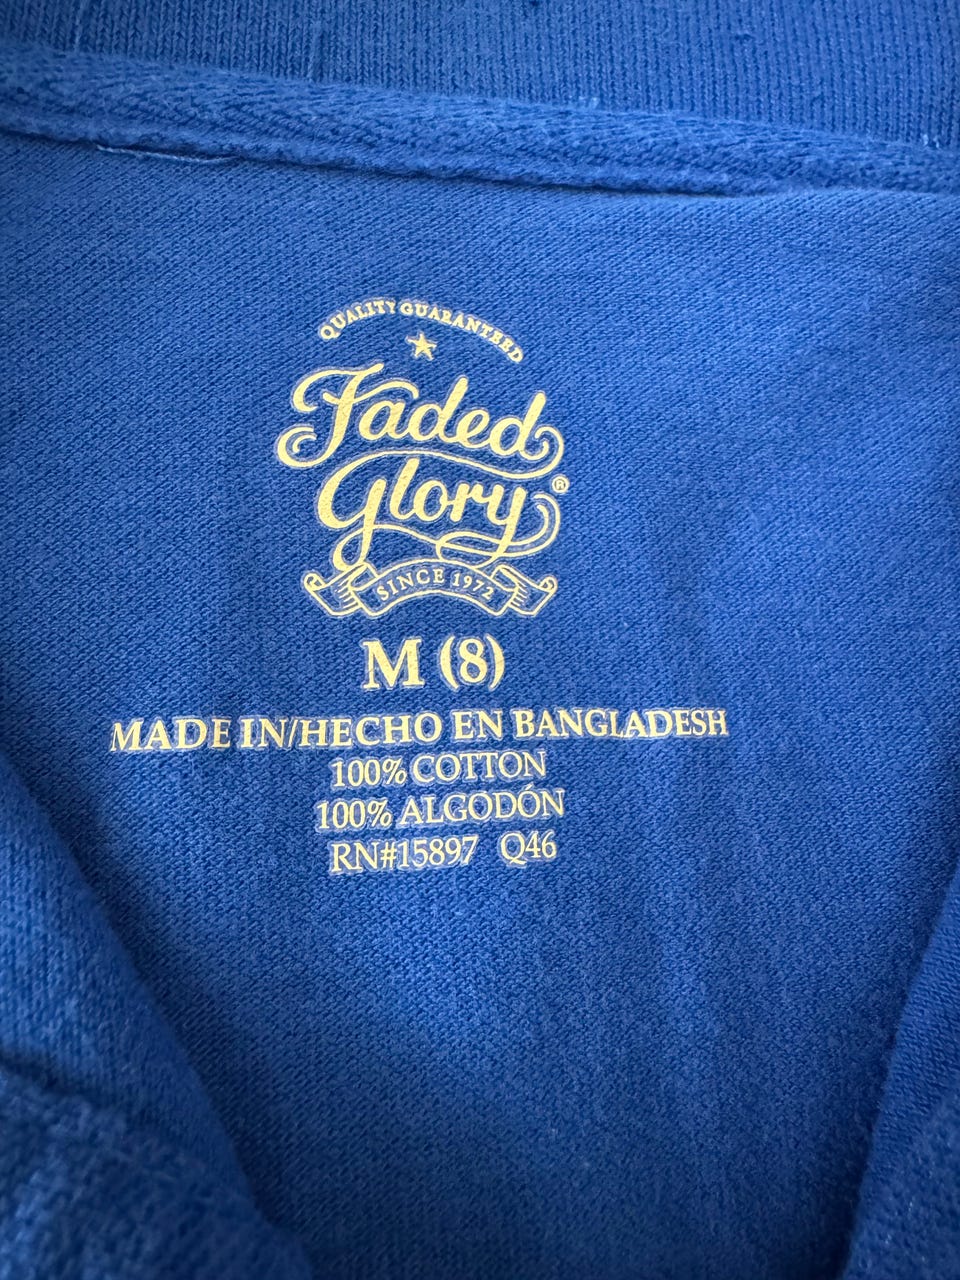 QUALITY GUARANTEED
Faded
Glory®
SINCE 1972
M (8)
MADE IN/HECHO EN BANGLADESH
100% COTTON
100% ALGODÓN
RN#15897 Q46